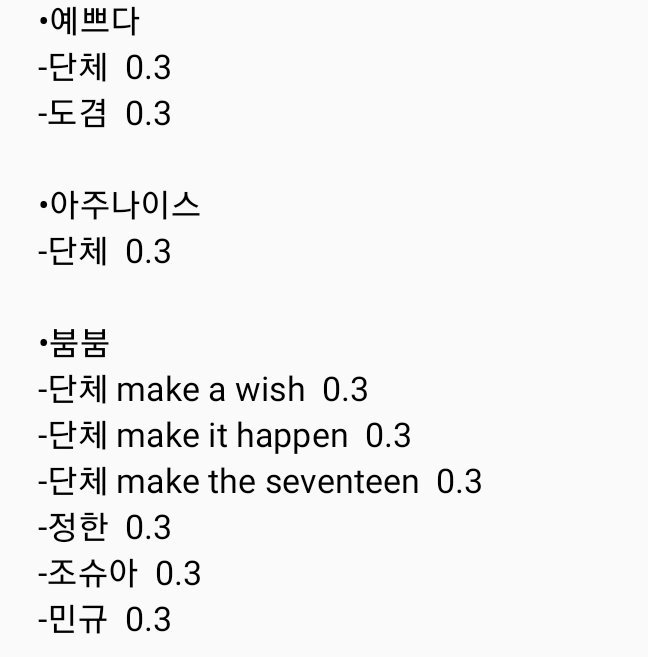 •예쁘다
-단체 0.3
-도겸 0.3
•아주나이스
-단체 0.3
•붐붐
-단체 make a wish 0.3
-단체 make it happen 0.3
-단체 make the seventeen 0.3
-정한 0.3
-조슈아 0.3
-민규 0.3